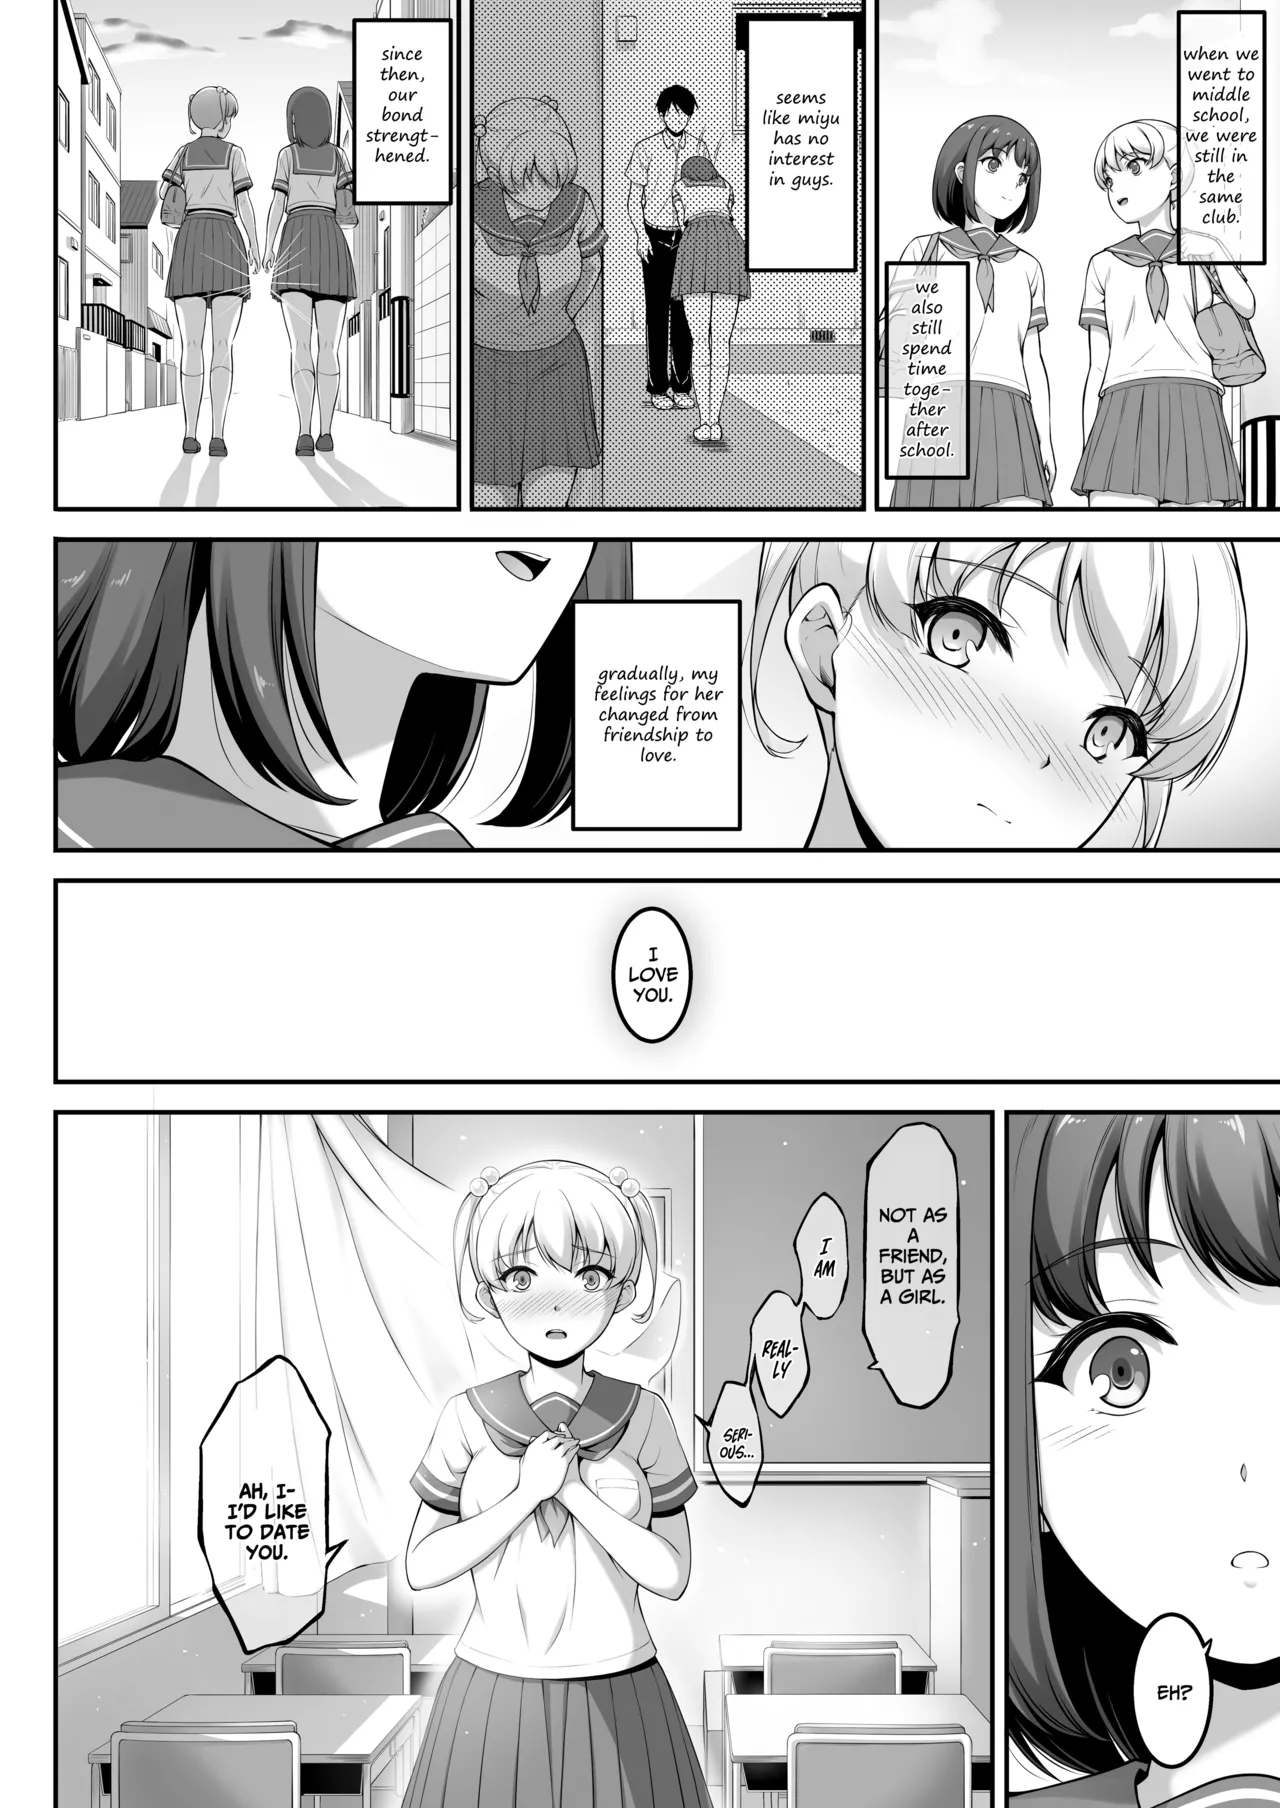 when we
went to
middle
school,
we were
still in
the
same
club.
we
also
still
spend
time
toge-
ther
after
school.
seems
like miyu
has no
interest
in guys.
since
then,
our
bond
strengt-
hened.
gradually, my
feelings for her
changed from
friendship to
love.
I
LOVE
YOU.
EH?
NOT AS
A
FRIEND,
BUT AS
A GIRL.
I
AM
REAL-
LY
SERI-
OUS...
AH, I-
I'D LIKE
TO DATE
YOU.